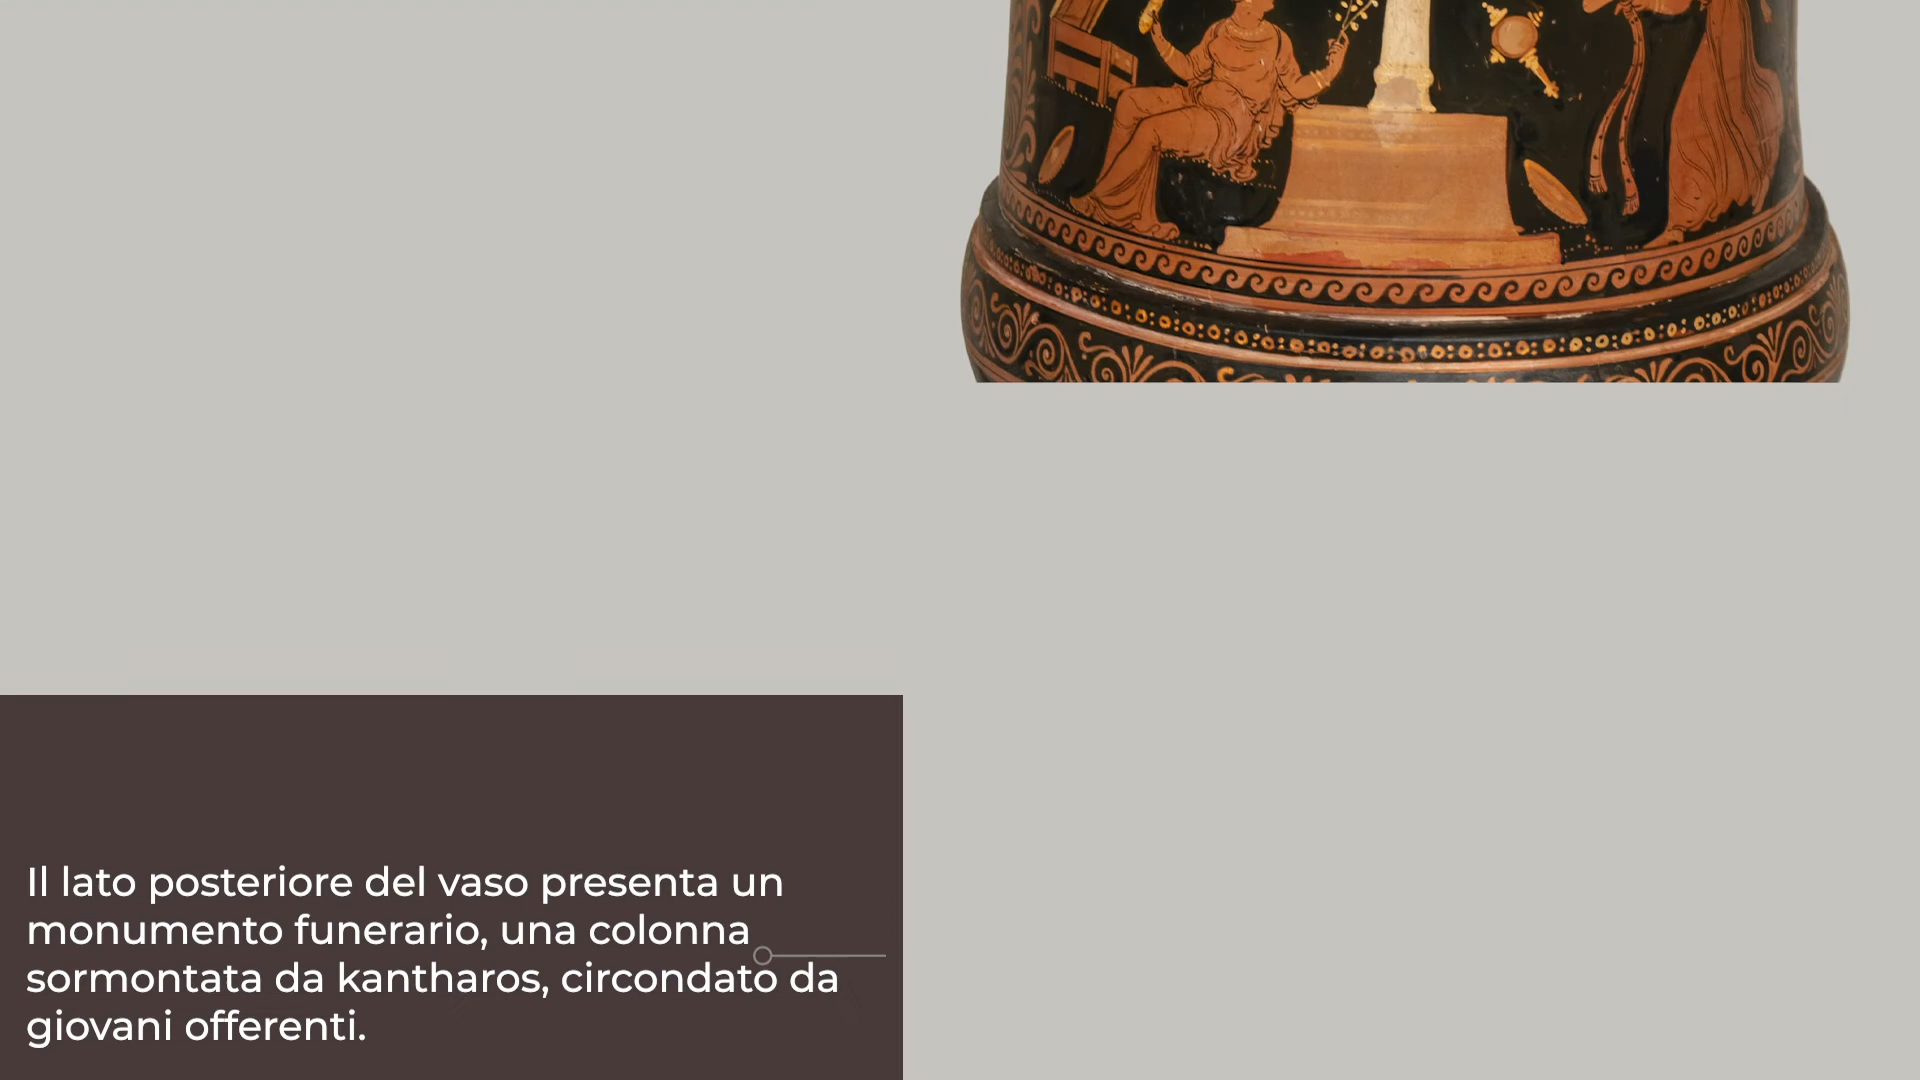 Il lato posteriore del vaso presenta un
monumento funerario, una colonna
sormontata da kantharos, circondato da
giovani offerenti.